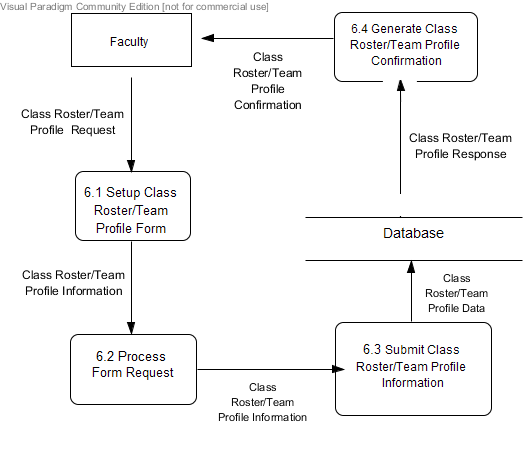 Visual Paradigm Community Edition [not for commercial use]
Faculty
Class
Roster/Team
Profile
Confirmation
6.4 Generate Class
Roster/Team Profile
Confirmation
Class Roster/Team
Profile Request
Class Roster/Team
Profile Response
6.1 Setup Class
Roster/Team
Profile Form
Database
Class Roster/Team
Profile Information
Class
Roster/Team
Profile Data
6.2 Process
Form Request
Class
Roster/Team
Profile Information
6.3 Submit Class
Roster/Team Profile
Information